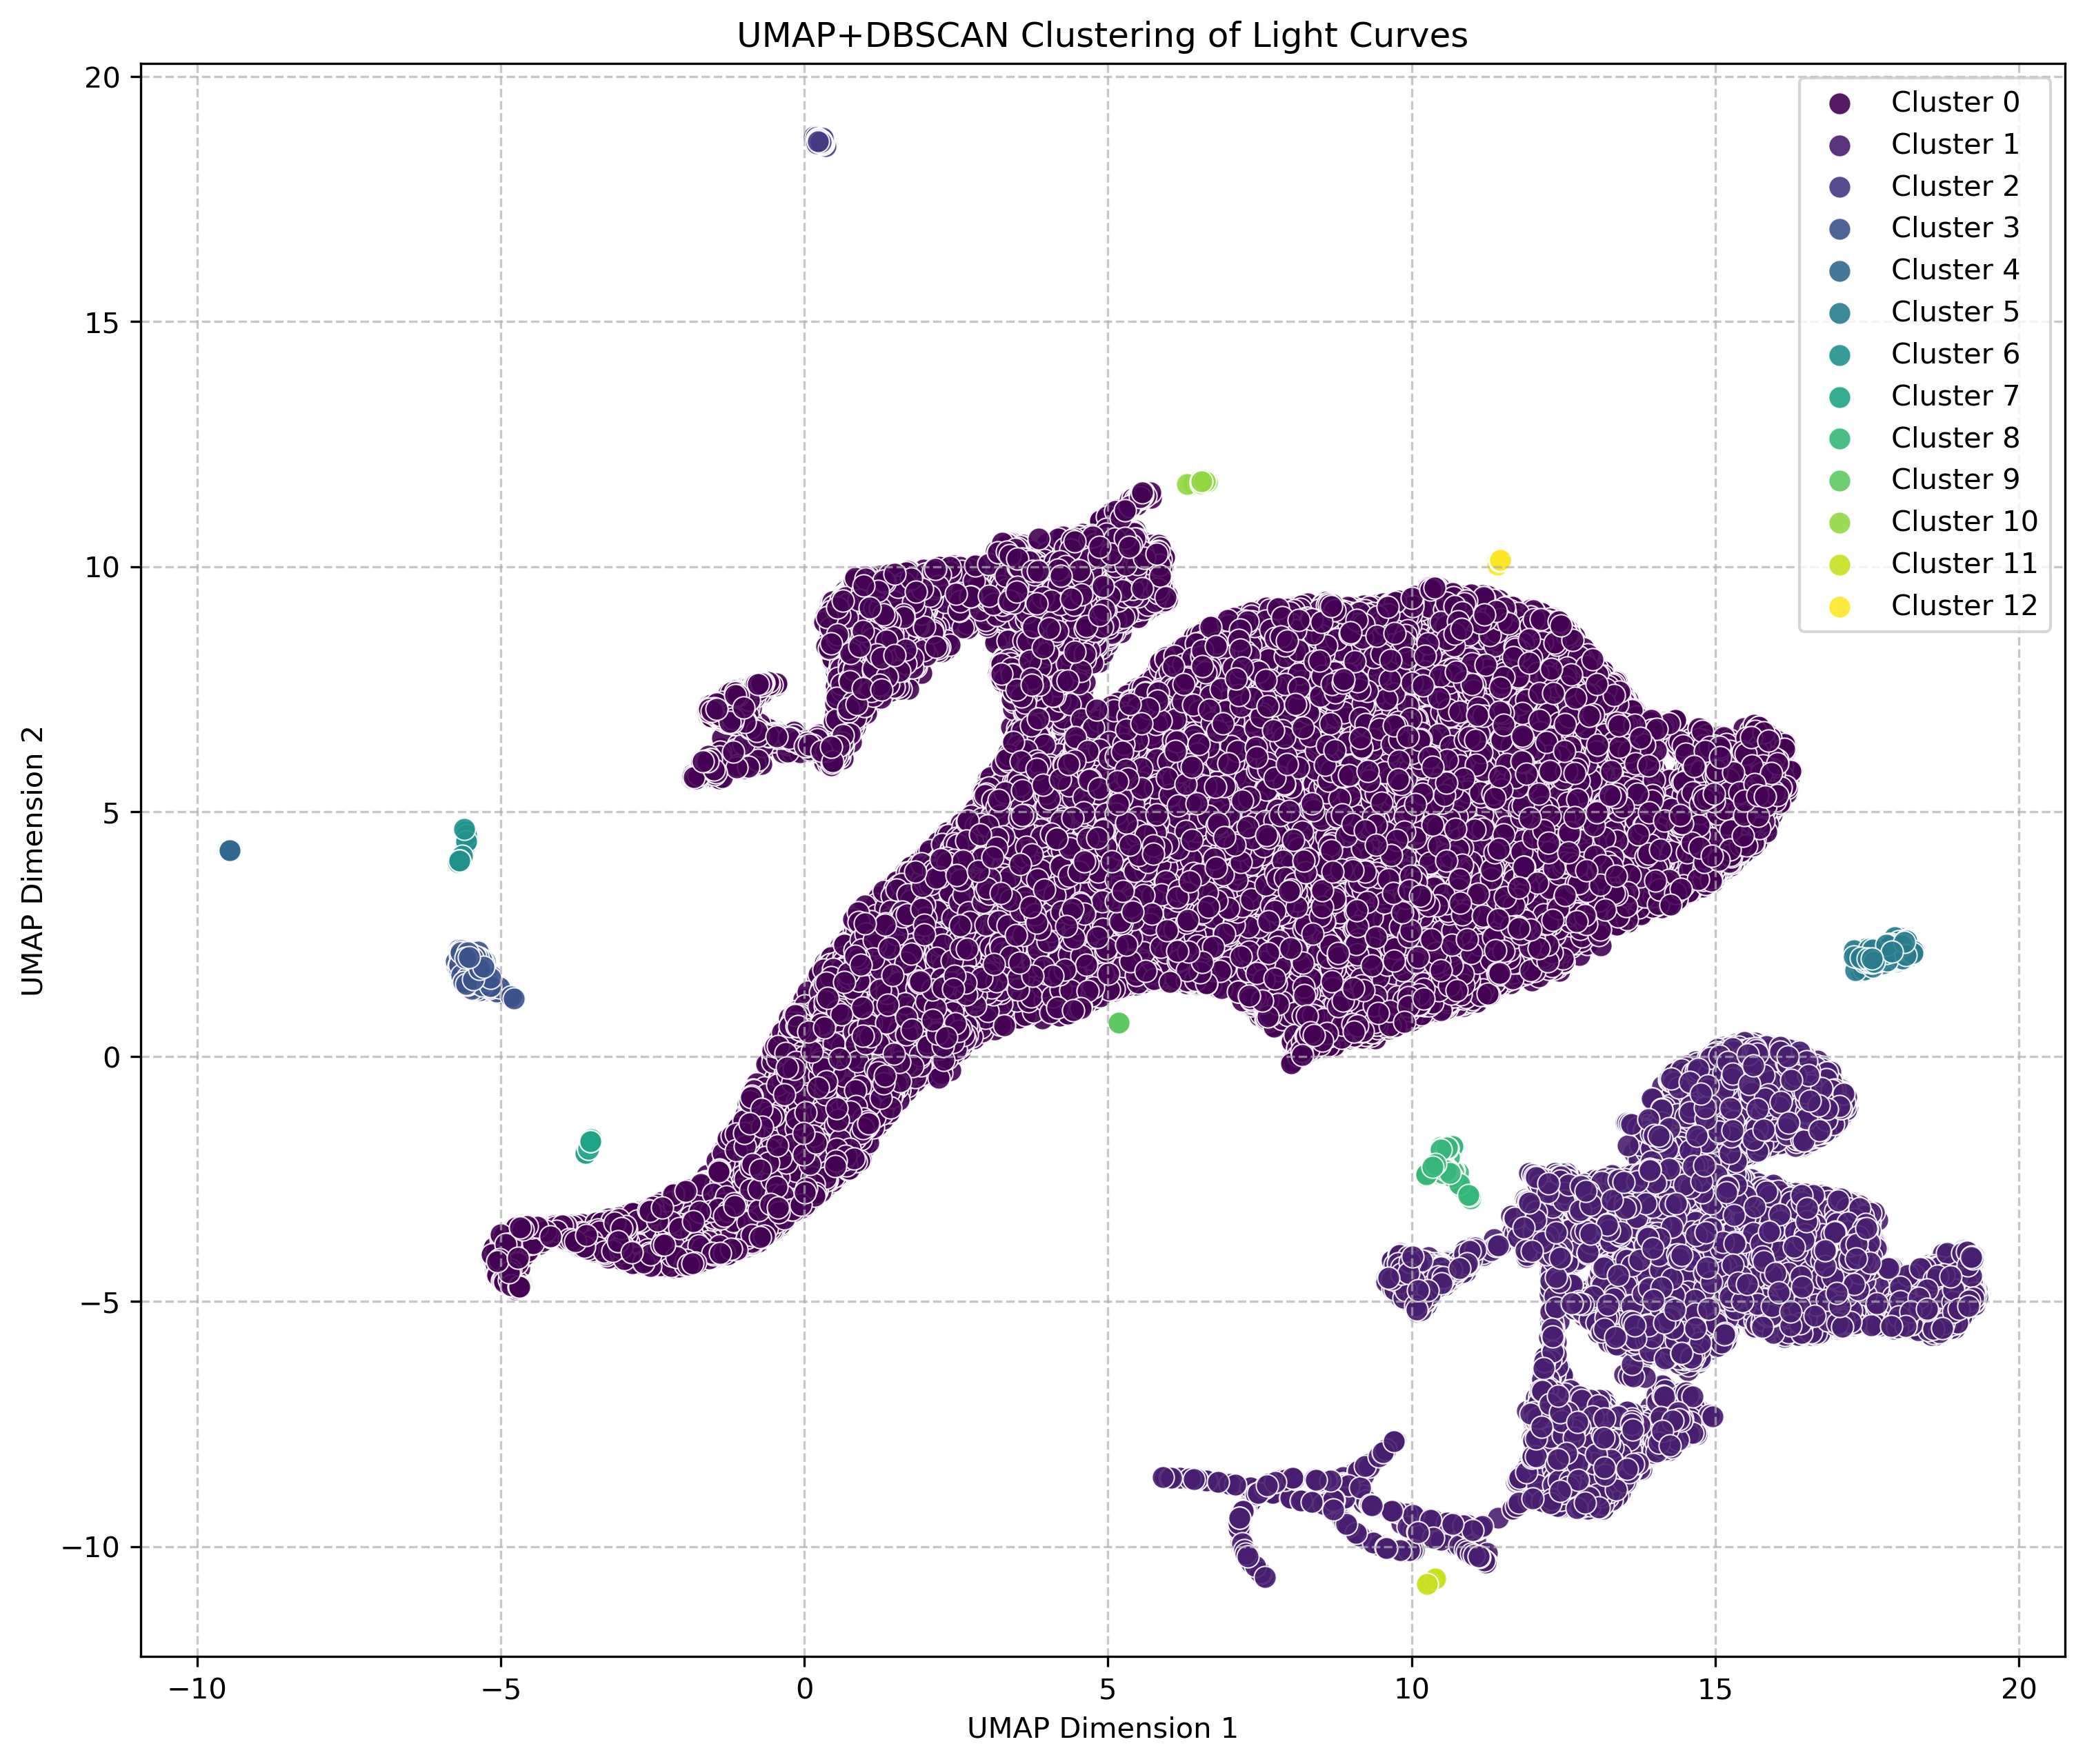 UMAP+DBSCAN Clustering of Light Curves
20
15
10
5
0
−5
−10
UMAP Dimension 2
Cluster 0
Cluster 1
Cluster 2
Cluster 3
Cluster 4
Cluster 5
Cluster 6
Cluster 7
Cluster 8
Cluster 9
Cluster 10
Cluster 11
Cluster 12
−10 −5 0 5 10 15 20
UMAP Dimension 1